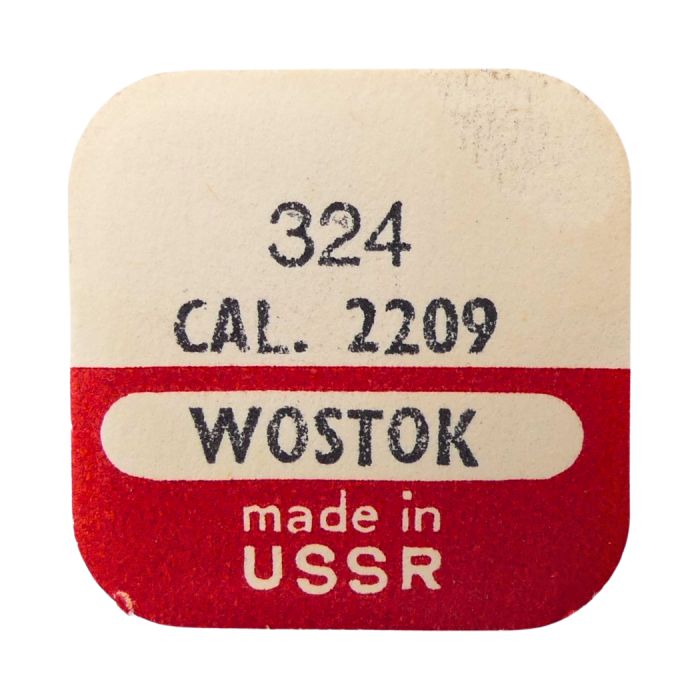 324
CAL. 2209
WOSTOK
made in
USSR